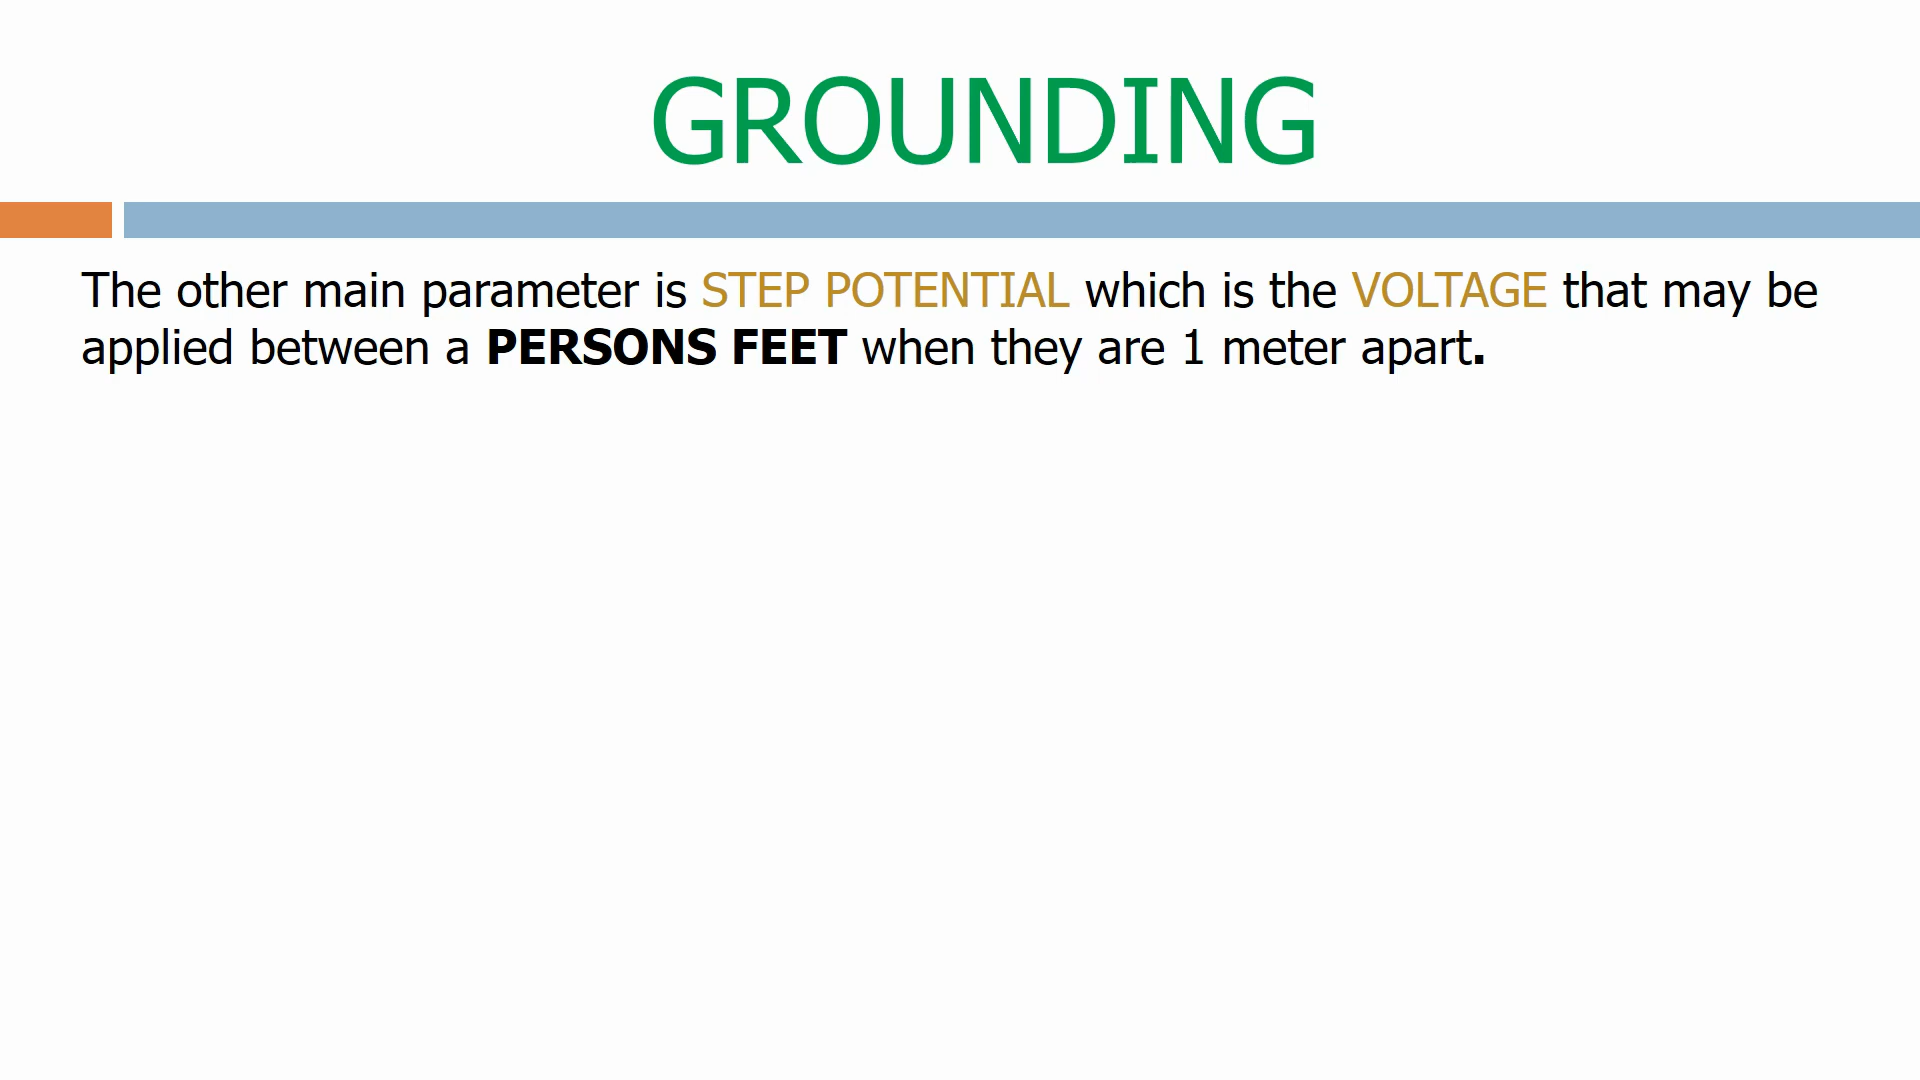 GROUNDING
The other main parameter is STEP POTENTIAL which is the VOLTAGE that may be
applied between a PERSONS FEET when they are 1 meter apart.